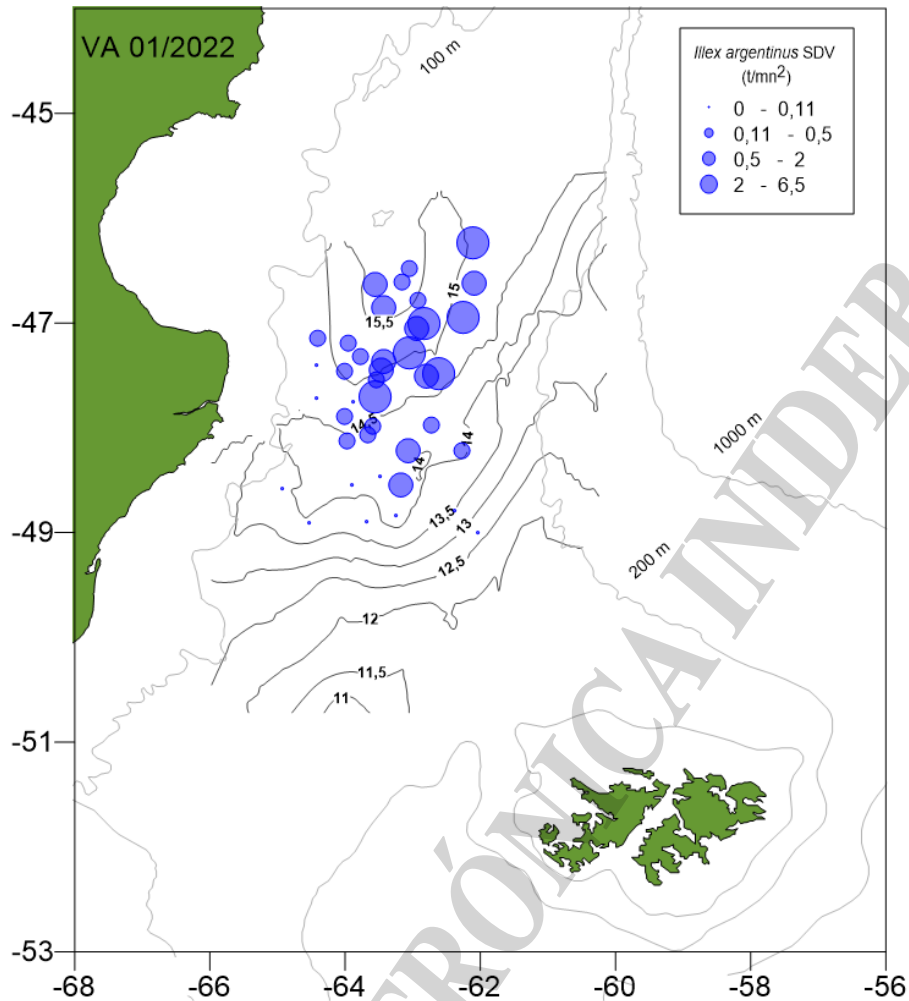 VA 01/2022
Illex argentinus SDV
(t/mn²)
0 - 0,11
0,11 - 0,5
0,5 - 2
2 - 6,5
100 m
-45
-47
-49
-51
-53
15
15,5
14,5
14
14
13,5
13
12,5
12
11,5
11
1000 m
200 m
ERÓNICA INIDEP
-68
-66
-64
-62
-60
-58
-56